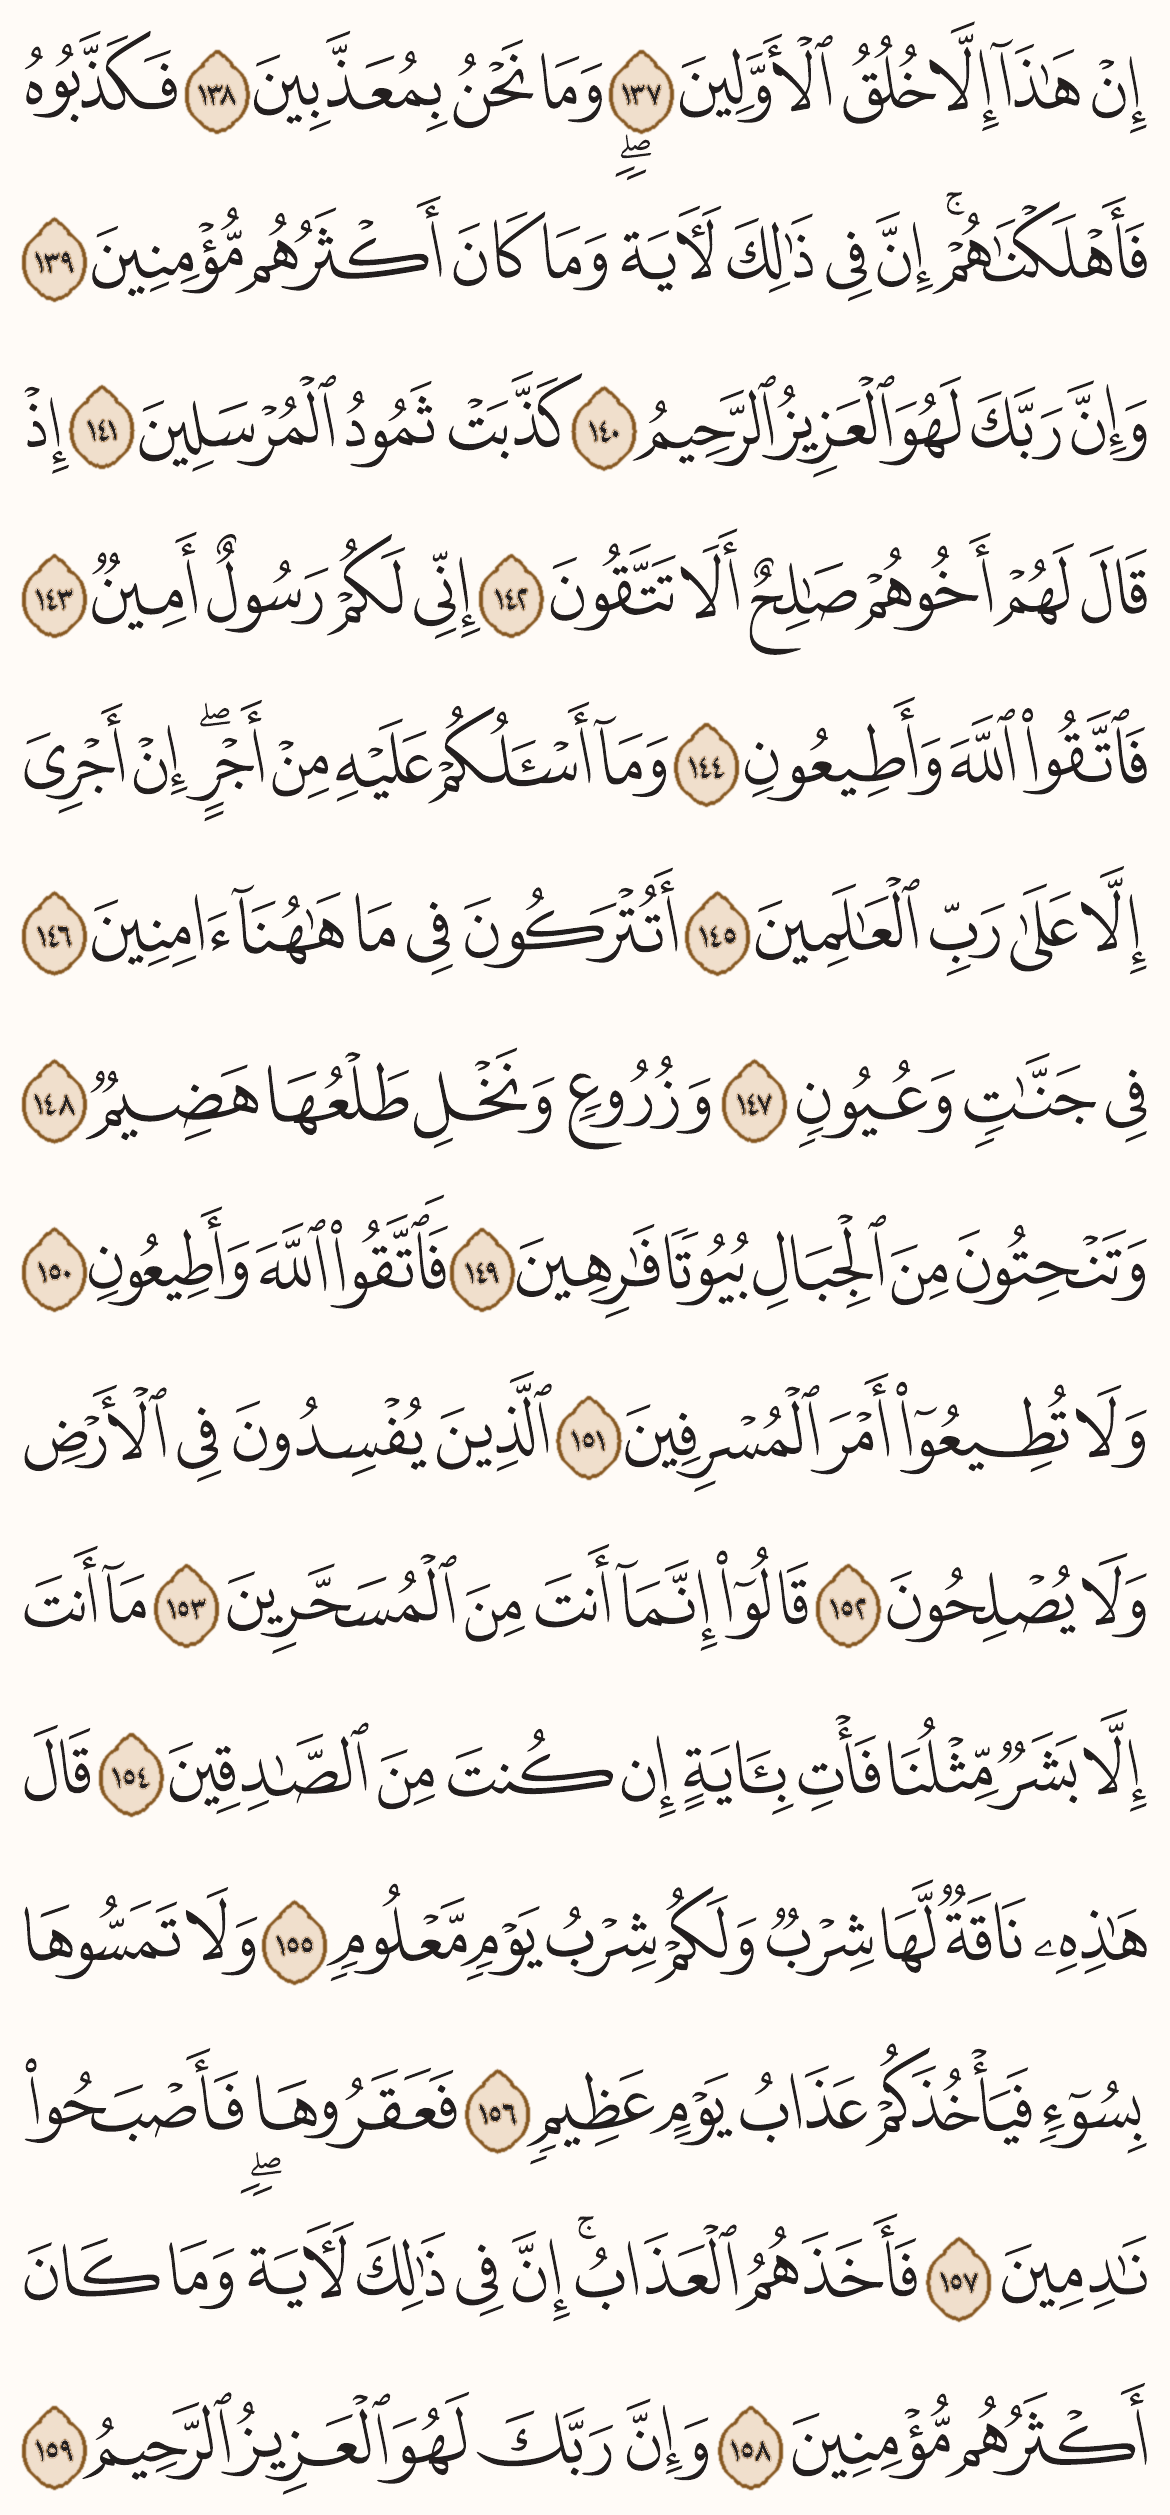 إِنْ هَٰذَآ إِلَّا خُلُقُ ٱلْأَوَّلِينَ ١٣٧ وَمَا نَحْنُ بِمُعَذَّبِينَ ١٣٨ فَكَذَّبُوهُ
فَأَهْلَكْنَٰهُمْ ۚ إِنَّ فِى ذَٰلِكَ لَـَٔايَةً ۖ وَمَا كَانَ أَكْثَرُهُم مُّؤْمِنِينَ ١٣٩
وَإِنَّ رَبَّكَ لَهُوَ ٱلْعَزِيزُ ٱلرَّحِيمُ ١٤٠ كَذَّبَتْ ثَمُودُ ٱلْمُرْسَلِينَ ١٤١ إِذْ
قَالَ لَهُمْ أَخُوهُمْ صَٰلِحٌ أَلَا تَتَّقُونَ ١٤٢ إِنِّى لَكُمْ رَسُولٌ أَمِينٌ ١٤٣
فَٱتَّقُوا۟ ٱللَّهَ وَأَطِيعُونِ ١٤٤ وَمَآ أَسْـَٔلُكُمْ عَلَيْهِ مِنْ أَجْرٍ ۖ إِنْ أَجْرِىَ
إِلَّا عَلَىٰ رَبِّ ٱلْعَٰلَمِينَ ١٤٥ أَتُتْرَكُونَ فِى مَا هَٰهُنَآ ءَامِنِينَ ١٤٦
فِى جَنَّٰتٍ وَعُيُونٍ ١٤٧ وَزُرُوعٍ وَنَخْلٍ طَلْعُهَا هَضِيمٌ ١٤٨
وَتَنْحِتُونَ مِنَ ٱلْجِبَالِ بُيُوتًا فَٰرِهِينَ ١٤٩ فَٱتَّقُوا۟ ٱللَّهَ وَأَطِيعُونِ ١٥٠
وَلَا تُطِيعُوٓا۟ أَمْرَ ٱلْمُسْرِفِينَ ١٥١ ٱلَّذِينَ يُفْسِدُونَ فِى ٱلْأَرْضِ
وَلَا يُصْلِحُونَ ١٥٢ قَالُوٓا۟ إِنَّمَآ أَنتَ مِنَ ٱلْمُسَحَّرِينَ ١٥٣ مَآ أَنتَ
إِلَّا بَشَرٌ مِّثْلُنَا فَأْتِ بِـَٔايَةٍ إِن كُنتَ مِنَ ٱلصَّٰدِقِينَ ١٥٤ قَالَ
هَٰذِهِۦ نَاقَةٌ لَّهَا شِرْبٌ وَلَكُمْ شِرْبُ يَوْمٍ مَّعْلُومٍ ١٥٥ وَلَا تَمَسُّوهَا
بِسُوٓءٍ فَيَأْخُذَكُمْ عَذَابُ يَوْمٍ عَظِيمٍ ١٥٦ فَعَقَرُوهَا فَأَصْبَحُوا۟
نَٰدِمِينَ ١٥٧ فَأَخَذَهُمُ ٱلْعَذَابُ ۚ إِنَّ فِى ذَٰلِكَ لَـَٔايَةً ۖ وَمَا كَانَ
أَكْثَرُهُم مُّؤْمِنِينَ ١٥٨ وَإِنَّ رَبَّكَ لَهُوَ ٱلْعَزِيزُ ٱلرَّحِيمُ ١٥٩